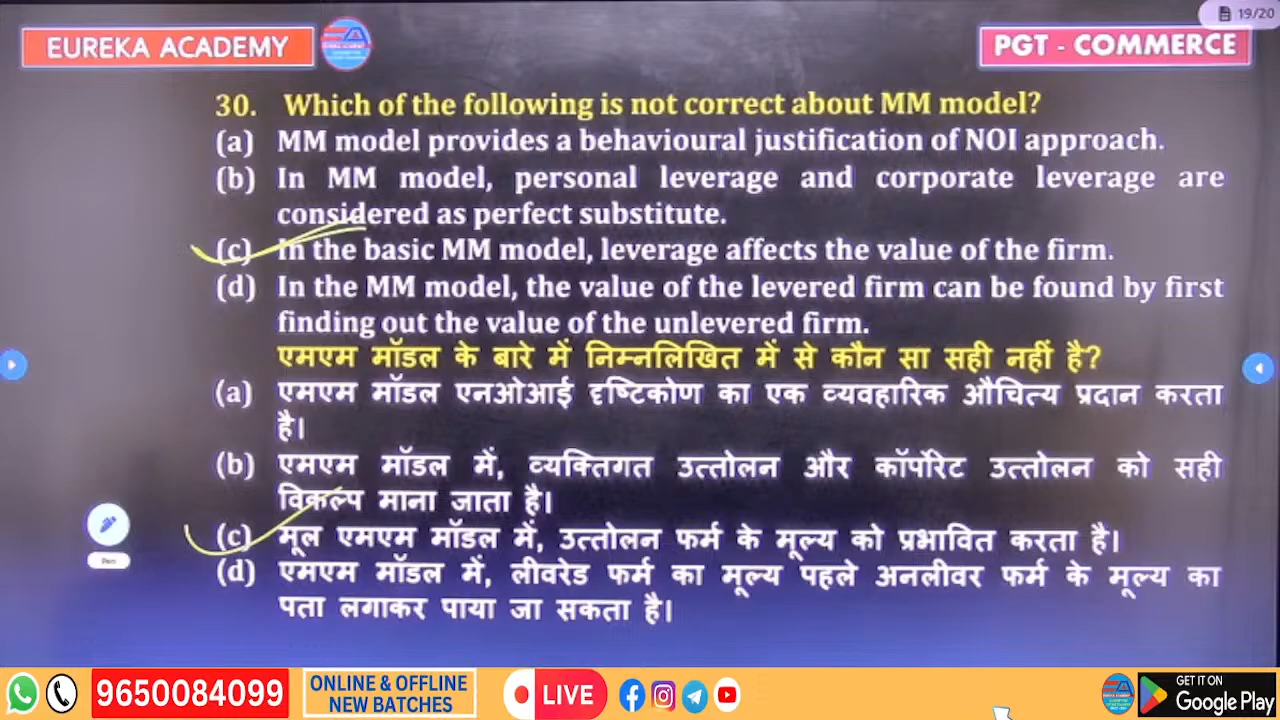 19/20
EUREKA ACADEMY
PGT - COMMERCE
30. Which of the following is not correct about MM model?
(a) MM model provides a behavioural justification of NOI approach.
(b) In MM model, personal leverage and corporate leverage are
considered as perfect substitute.
(c) In the basic MM model, leverage affects the value of the firm.
(d) In the MM model, the value of the levered firm can be found by first
finding out the value of the unlevered firm.
एमएम मॉडल के बारे में निम्नलिखित में से कौन सा सही नहीं है?
(a) एमएम मॉडल एनओआई दृष्टिकोण का एक व्यवहारिक औचित्य प्रदान करता
है।
(b) एमएम मॉडल में, व्यक्तिगत उत्तोलन और कॉर्पोरेट उत्तोलन को सही
विकल्प माना जाता है।
(c) मूल एमएम मॉडल में, उत्तोलन फर्म के मूल्य को प्रभावित करता है।
(d) एमएम मॉडल में, लीवरेड फर्म का मूल्य पहले अनलीवर फर्म के मूल्य का
पता लगाकर पाया जा सकता है।
Pen
9650084099
ONLINE & OFFLINE
NEW BATCHES
LIVE
GET IT ON
Google Play